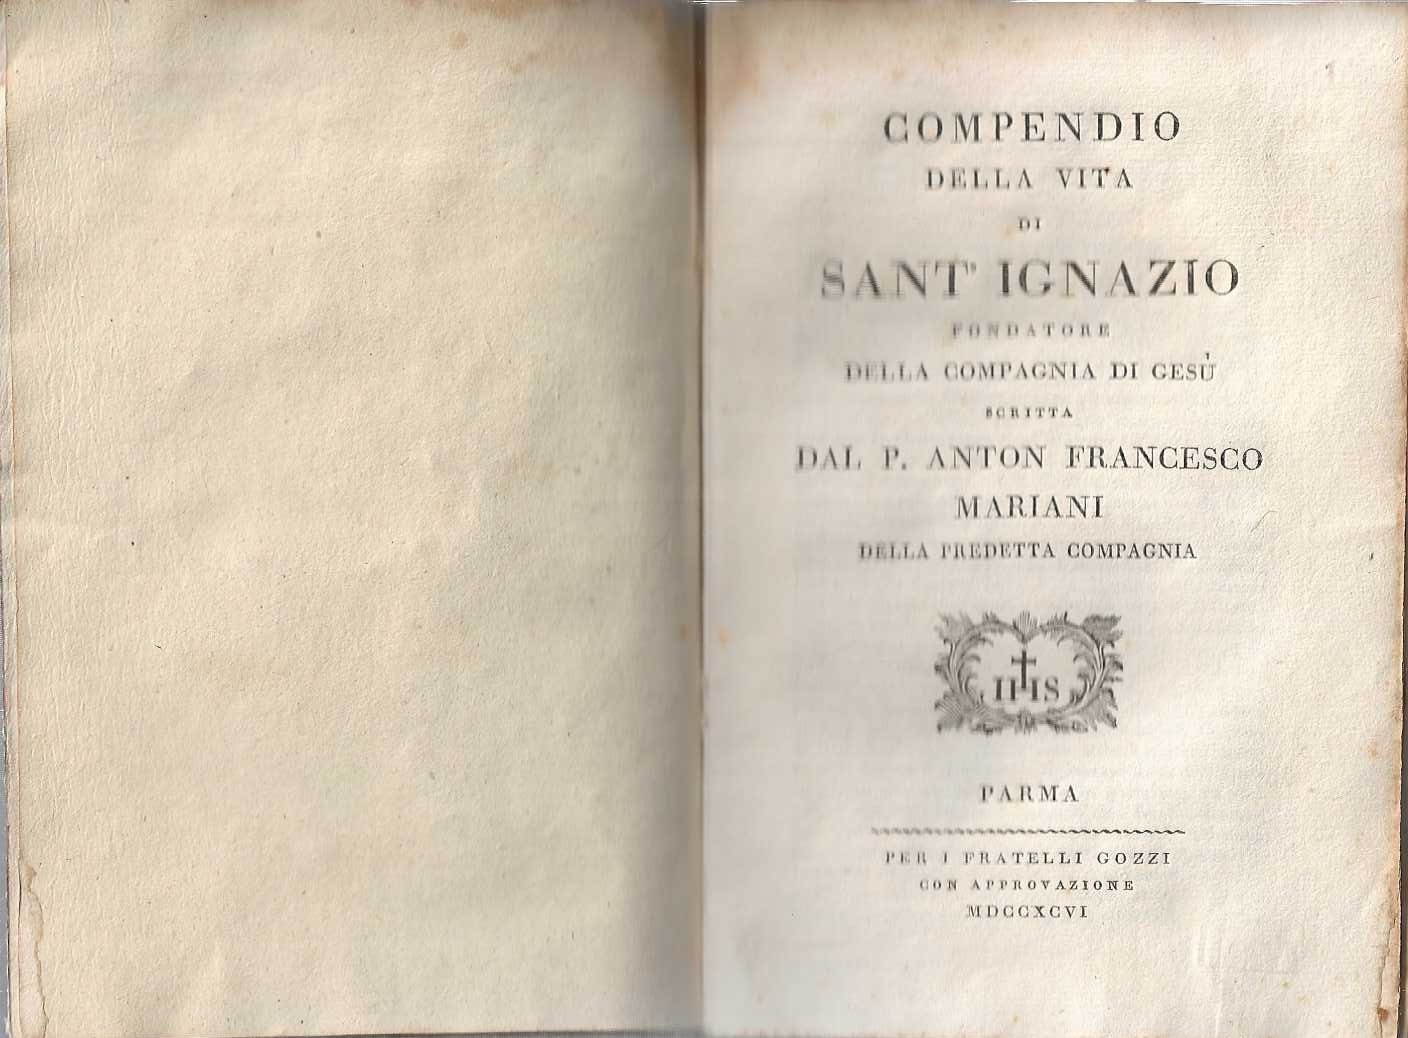 COMPENDIO
DELLA VITA
DI
SANT' IGNAZIO
FONDATORE
DELLA COMPAGNIA DI GESÙ
SCRITTA
DAL P. ANTON FRANCESCO
MARIANI
DELLA PREDETTA COMPAGNIA
IHS
PARMA
PER I FRATELLI GOZZI
CON APPROVAZIONE
MDCCXCVI